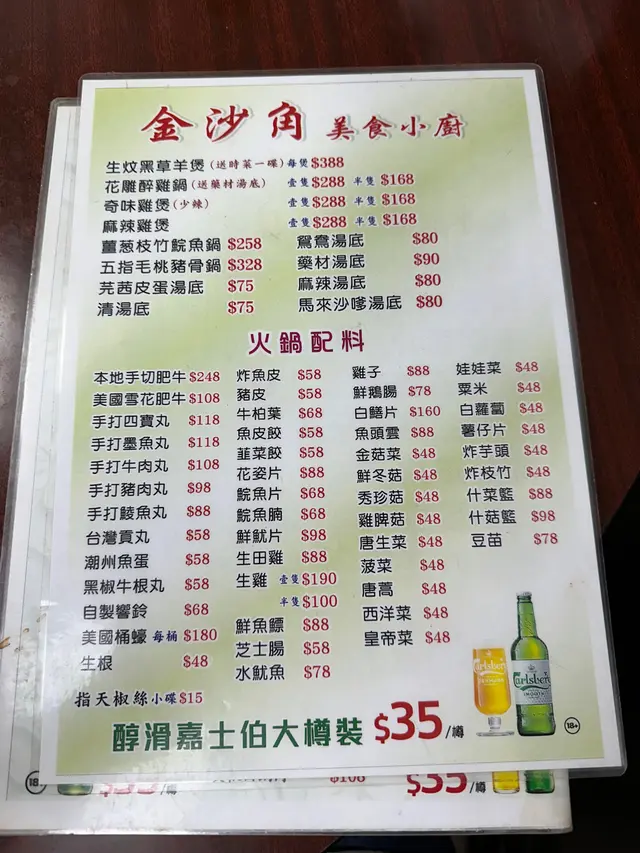 金沙角 美食小廚
生炆黑草羊煲(送時菜一碟)每煲$388
花雕醉雞鍋(送藥材湯底) 壹隻$288 半隻$168
奇味雞煲(少辣) 壹隻$288 半隻$168
麻辣雞煲 壹隻$288 半隻$168
薑葱枝竹鯇魚鍋 $258
五指毛桃豬骨鍋 $328
芫茜皮蛋湯底 $75
清湯底 $75
鴛鴦湯底 $80
藥材湯底 $90
麻辣湯底 $80
馬來沙嗲湯底 $80
火鍋配料
本地手切肥牛 $248
美國雪花肥牛 $108
手打四寶丸 $118
手打墨魚丸 $118
手打牛肉丸 $108
手打豬肉丸 $98
手打鯪魚丸 $88
台灣貢丸 $58
潮州魚蛋 $58
黑椒牛根丸 $58
自製響鈴 $68
美國桶蠔 每桶 $180
生根 $48
指天椒絲小碟$15
炸魚皮 $58
豬皮 $58
牛柏葉 $68
魚皮餃 $58
韮菜餃 $58
花姿片 $88
鯇魚片 $68
鯇魚腩 $68
鮮魷片 $98
生田雞 $88
生雞 壹隻$190
半隻$100
鮮魚鰾 $88
芝士腸 $58
水魷魚 $78
雞子 $88
鮮鵝腸 $78
白鱔片 $160
魚頭雲 $88
金菇菜 $48
鮮冬菇 $48
秀珍菇 $48
雞脾菇 $48
唐生菜 $48
菠菜 $48
唐蒿 $48
西洋菜 $48
皇帝菜 $48
娃娃菜 $48
粟米 $48
白蘿蔔 $48
薯仔片 $48
炸芋頭 $48
炸枝竹 $48
什菜籃 $88
什菇籃 $98
豆苗 $78
醇滑嘉士伯大樽裝 $35/樽
Carlsberg
Carlsberg
18+
$108
$35/樽
/樽
18